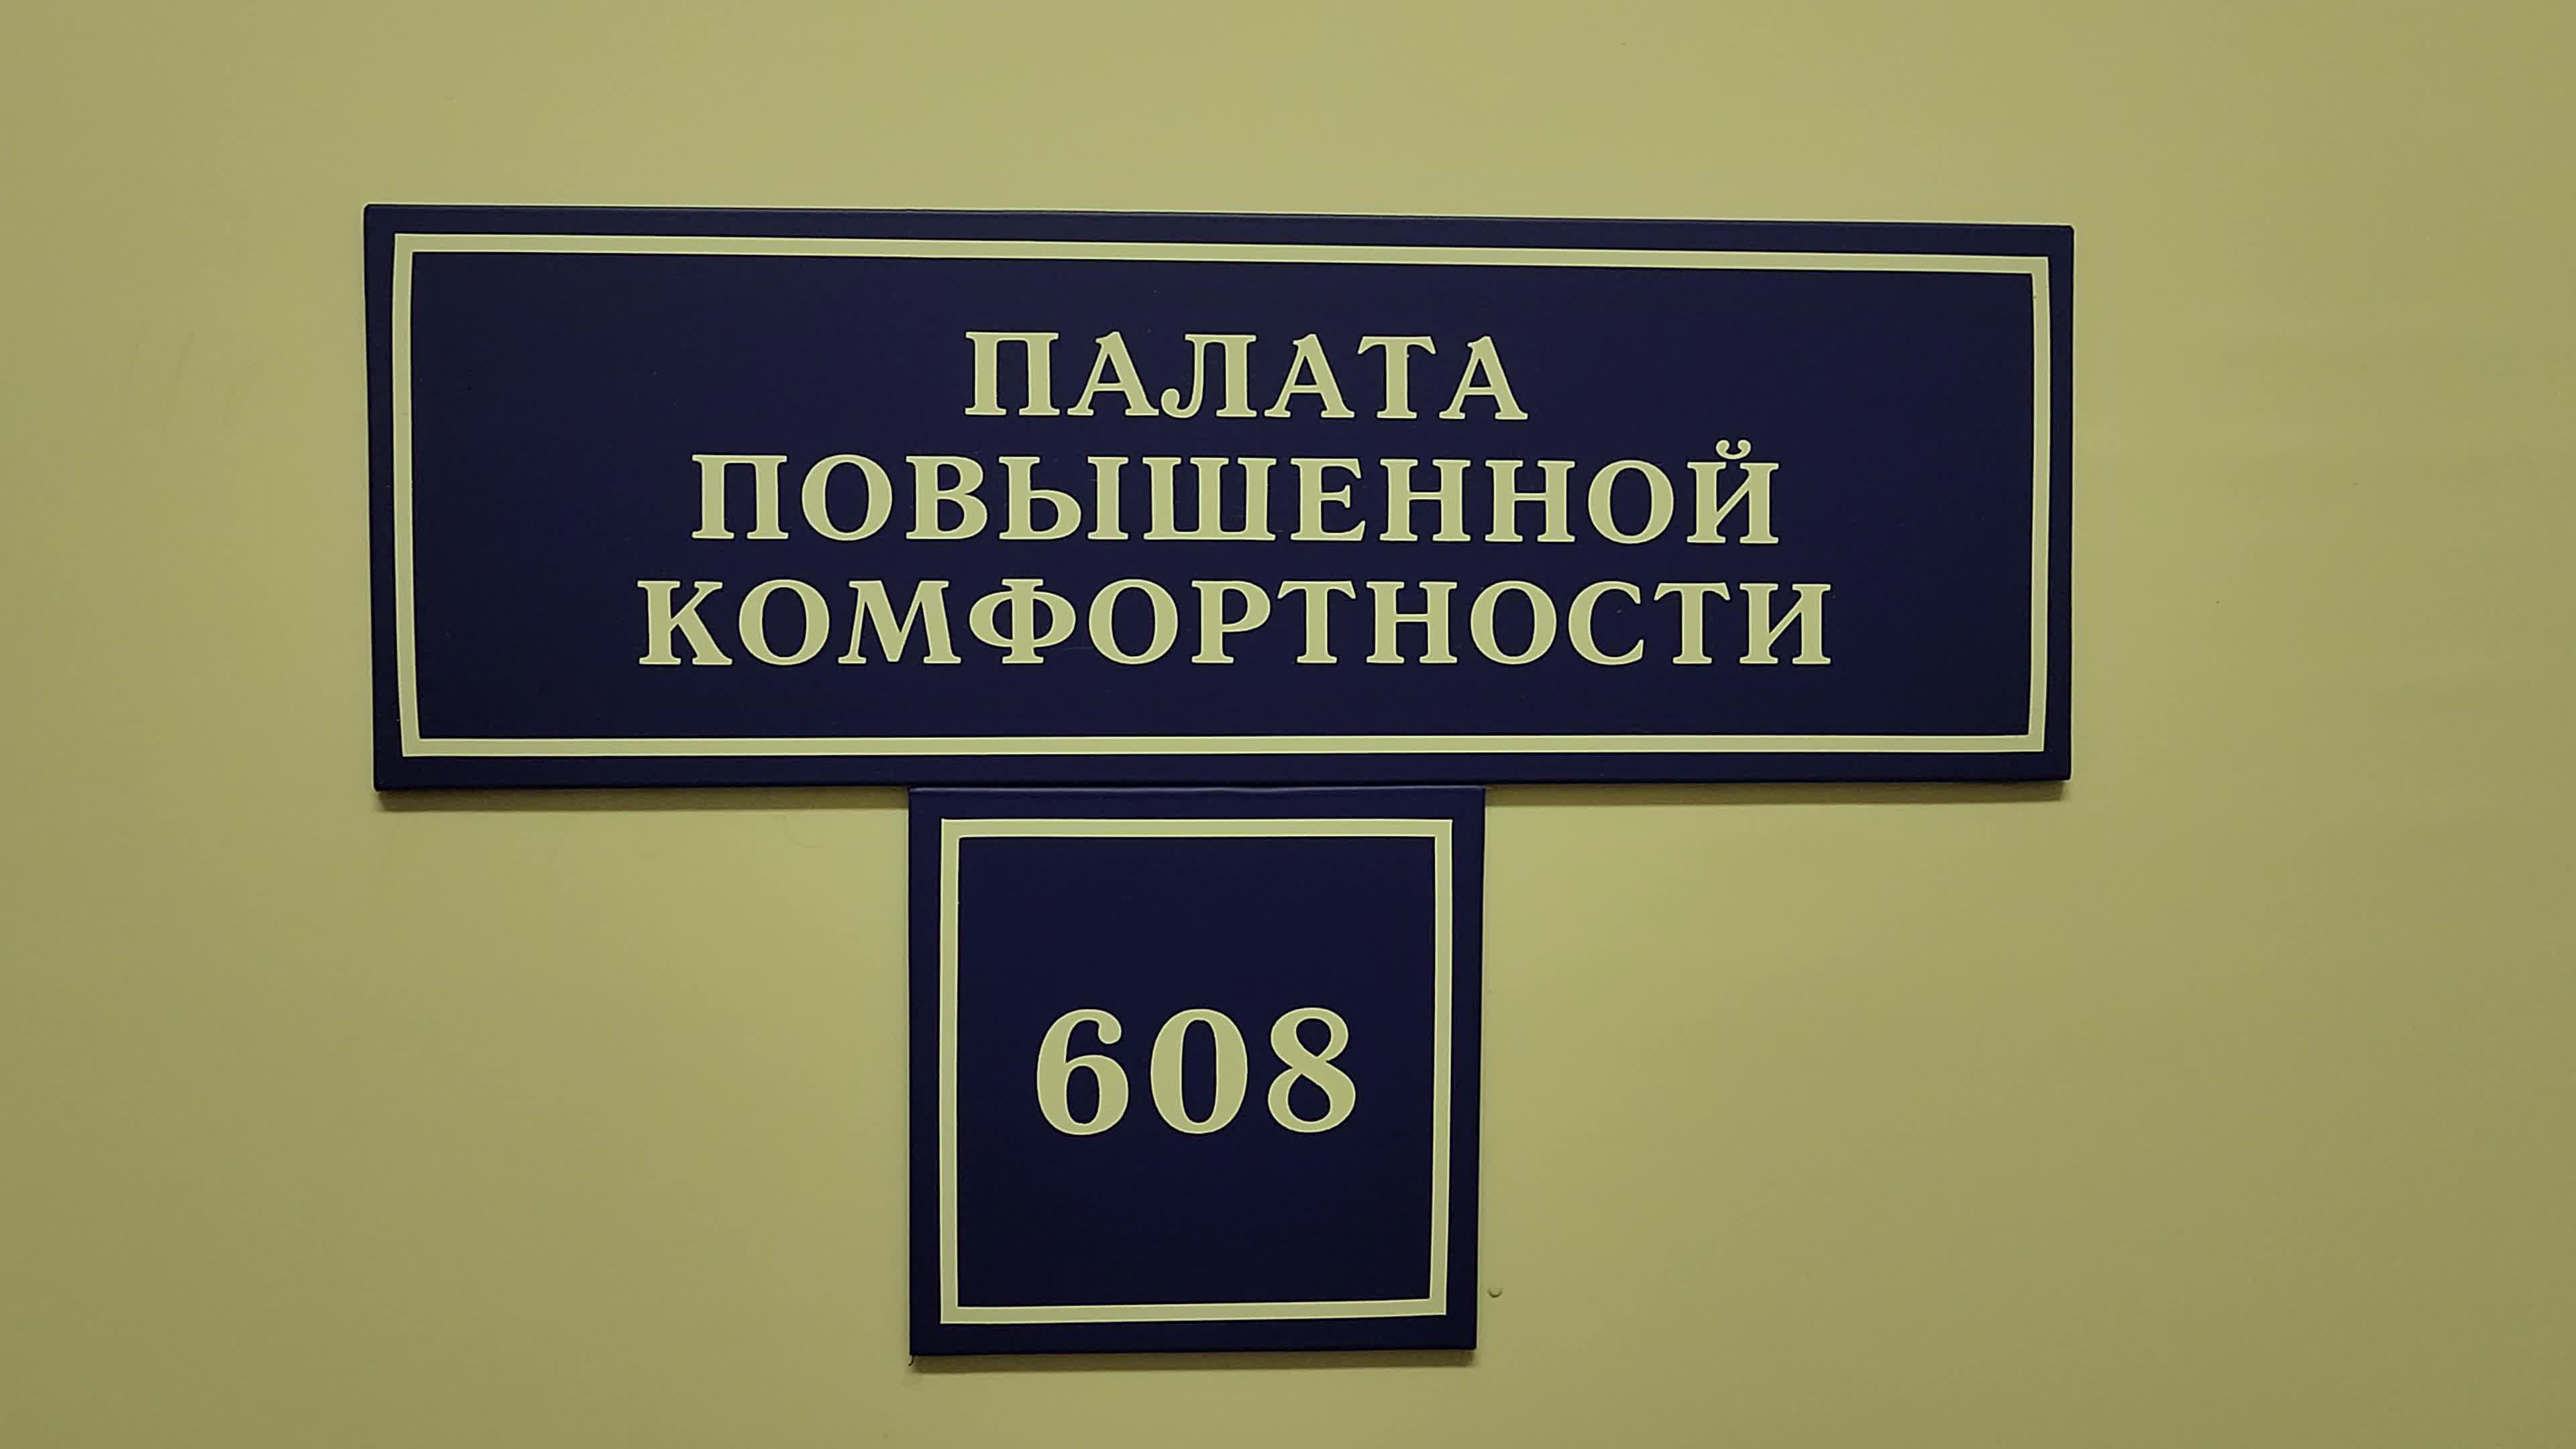 ПАЛАТА
ПОВЫШЕННОЙ
КОМФОРТНОСТИ
608